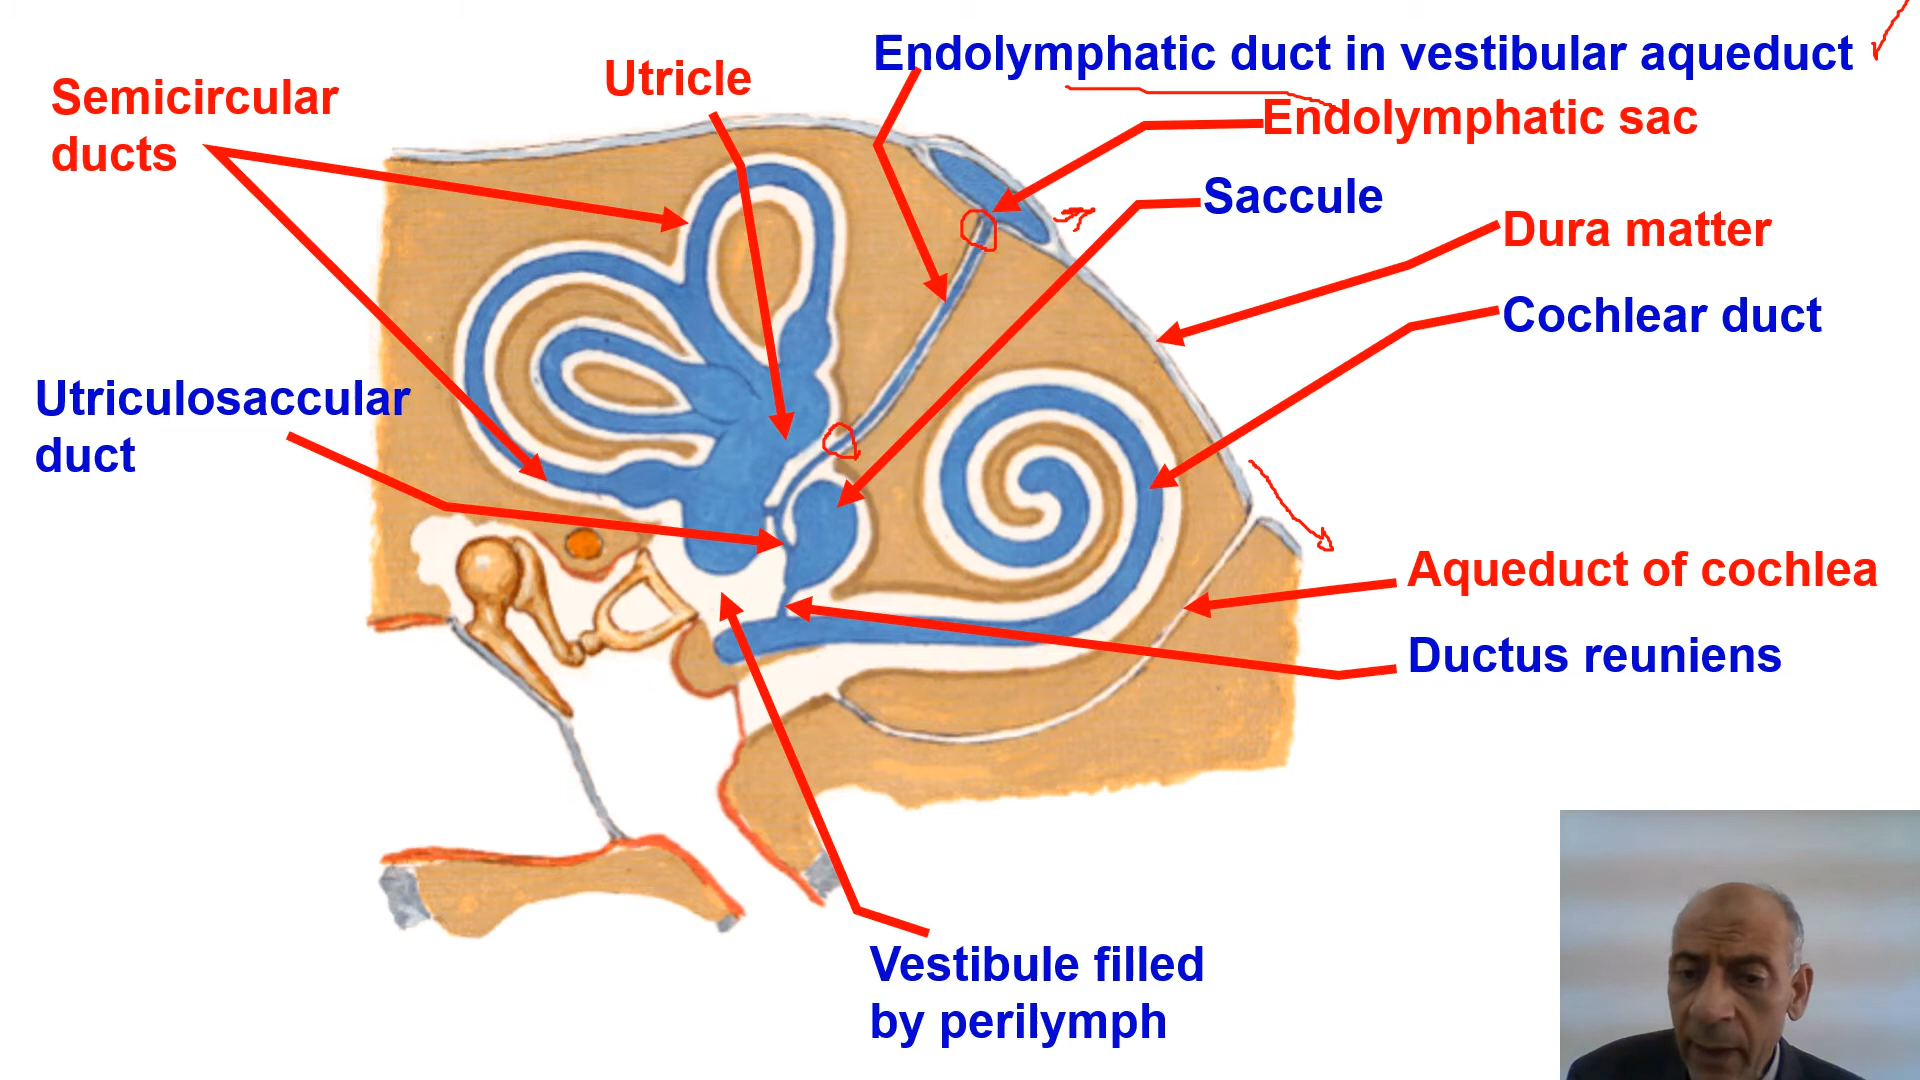 Endolymphatic duct in vestibular aqueduct
Utricle
Semicircular
ducts
Endolymphatic sac
Saccule
Dura matter
Cochlear duct
Utriculosaccular
duct
Aqueduct of cochlea
Ductus reuniens
Vestibule filled
by perilymph